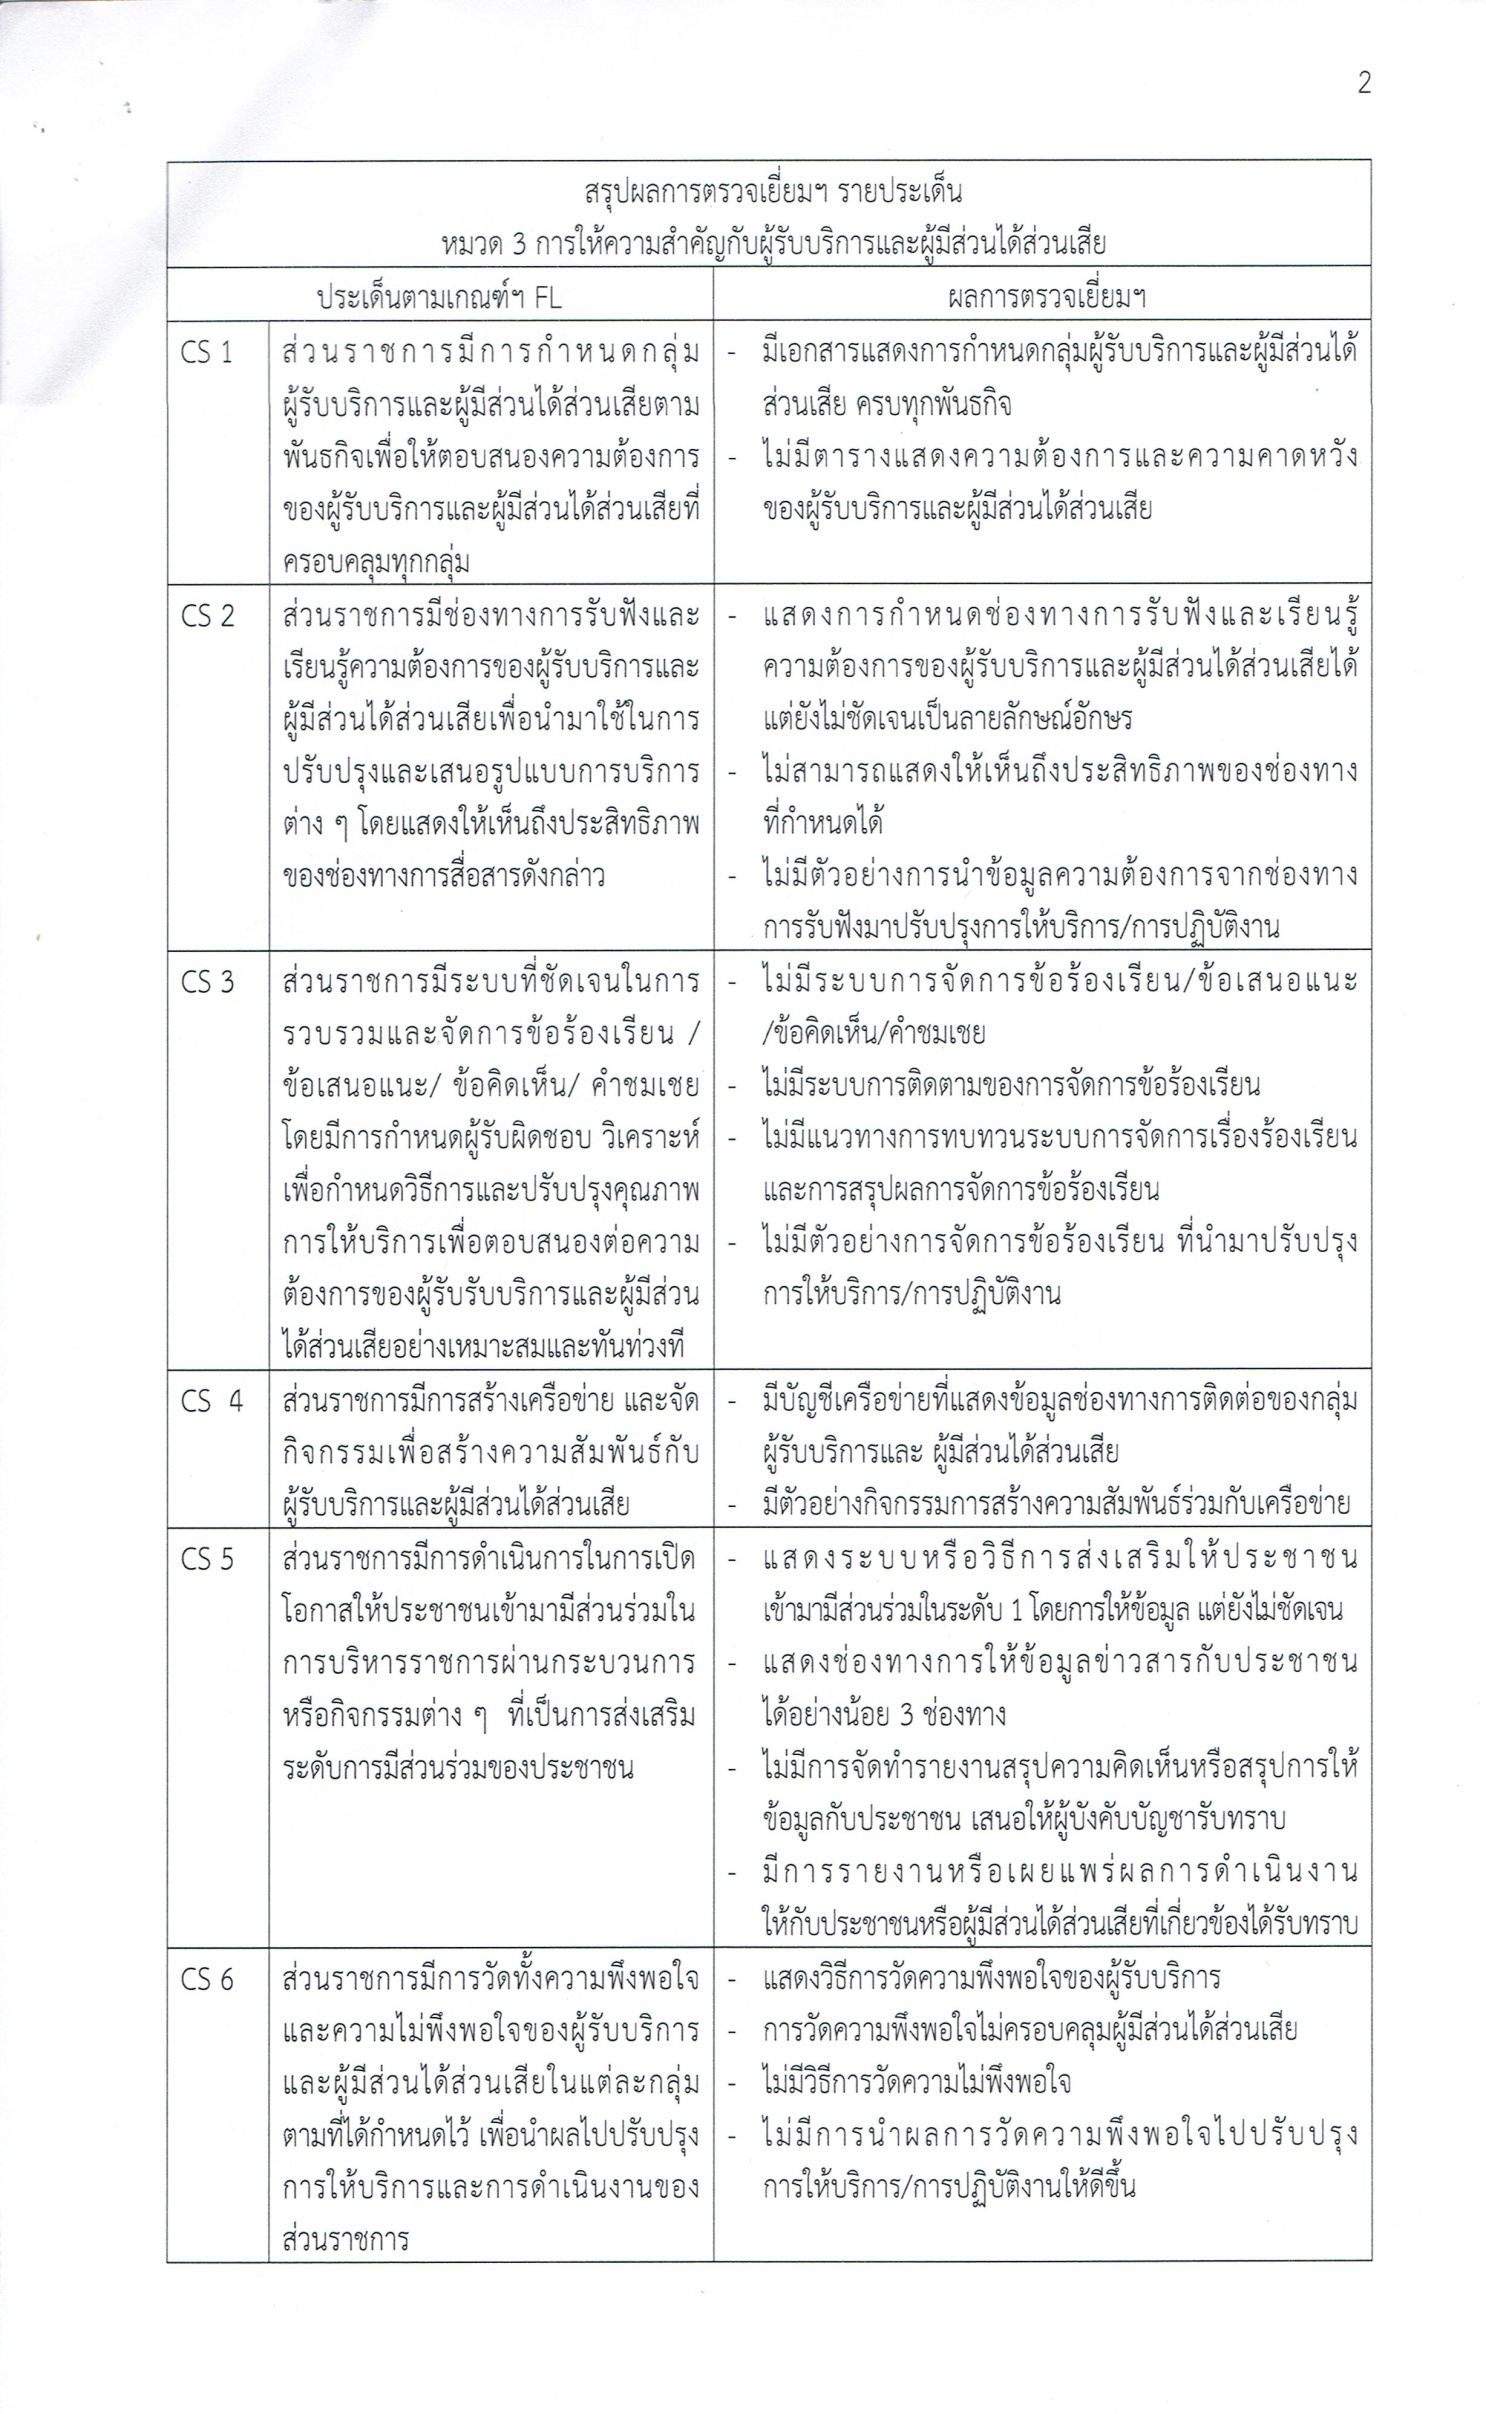 2
สรุปผลการตรวจเยี่ยมฯ รายประเด็น
หมวด 3 การให้ความสำคัญกับผู้รับบริการและผู้มีส่วนได้ส่วนเสีย
ประเด็นตามเกณฑ์ฯ FL
ผลการตรวจเยี่ยมฯ
CS 1
ส่วนราชการมีการกำหนดกลุ่ม
ผู้รับบริการและผู้มีส่วนได้ส่วนเสียตาม
พันธกิจเพื่อให้ตอบสนองความต้องการ
ของผู้รับบริการและผู้มีส่วนได้ส่วนเสียที่
ครอบคลุมทุกกลุ่ม
- มีเอกสารแสดงการกำหนดกลุ่มผู้รับบริการและผู้มีส่วนได้
ส่วนเสีย ครบทุกพันธกิจ
- ไม่มีตารางแสดงความต้องการและความคาดหวัง
ของผู้รับบริการและผู้มีส่วนได้ส่วนเสีย
CS 2
ส่วนราชการมีช่องทางการรับฟังและ
เรียนรู้ความต้องการของผู้รับบริการและ
ผู้มีส่วนได้ส่วนเสียเพื่อนำมาใช้ในการ
ปรับปรุงและเสนอรูปแบบการบริการ
ต่าง ๆ โดยแสดงให้เห็นถึงประสิทธิภาพ
ของช่องทางการสื่อสารดังกล่าว
- แสดงการกำหนดช่องทางการรับฟังและเรียนรู้
ความต้องการของผู้รับบริการและผู้มีส่วนได้ส่วนเสียได้
แต่ยังไม่ชัดเจนเป็นลายลักษณ์อักษร
- ไม่สามารถแสดงให้เห็นถึงประสิทธิภาพของช่องทาง
ที่กำหนดได้
- ไม่มีตัวอย่างการนำข้อมูลความต้องการจากช่องทาง
การรับฟังมาปรับปรุงการให้บริการ/การปฏิบัติงาน
CS 3
ส่วนราชการมีระบบที่ชัดเจนในการ
รวบรวมและจัดการข้อร้องเรียน /
ข้อเสนอแนะ/ ข้อคิดเห็น/ คำชมเชย
โดยมีการกำหนดผู้รับผิดชอบ วิเคราะห์
เพื่อกำหนดวิธีการและปรับปรุงคุณภาพ
การให้บริการเพื่อตอบสนองต่อความ
ต้องการของผู้รับรับบริการและผู้มีส่วน
ได้ส่วนเสียอย่างเหมาะสมและทันท่วงที
- ไม่มีระบบการจัดการข้อร้องเรียน/ข้อเสนอแนะ
/ข้อคิดเห็น/คำชมเชย
- ไม่มีระบบการติดตามของการจัดการข้อร้องเรียน
- ไม่มีแนวทางการทบทวนระบบการจัดการเรื่องร้องเรียน
และการสรุปผลการจัดการข้อร้องเรียน
- ไม่มีตัวอย่างการจัดการข้อร้องเรียน ที่นำมาปรับปรุง
การให้บริการ/การปฏิบัติงาน
CS 4
ส่วนราชการมีการสร้างเครือข่าย และจัด
กิจกรรมเพื่อสร้างความสัมพันธ์กับ
ผู้รับบริการและผู้มีส่วนได้ส่วนเสีย
- มีบัญชีเครือข่ายที่แสดงข้อมูลช่องทางการติดต่อของกลุ่ม
ผู้รับบริการและ ผู้มีส่วนได้ส่วนเสีย
- มีตัวอย่างกิจกรรมการสร้างความสัมพันธ์ร่วมกับเครือข่าย
CS 5
ส่วนราชการมีการดำเนินการในการเปิด
โอกาสให้ประชาชนเข้ามามีส่วนร่วมใน
การบริหารราชการผ่านกระบวนการ
หรือกิจกรรมต่าง ๆ ที่เป็นการส่งเสริม
ระดับการมีส่วนร่วมของประชาชน
- แสดงระบบหรือวิธีการส่งเสริมให้ประชาชน
เข้ามามีส่วนร่วมในระดับ 1 โดยการให้ข้อมูล แต่ยังไม่ชัดเจน
- แสดงช่องทางการให้ข้อมูลข่าวสารกับประชาชน
ได้อย่างน้อย 3 ช่องทาง
- ไม่มีการจัดทำรายงานสรุปความคิดเห็นหรือสรุปการให้
ข้อมูลกับประชาชน เสนอให้ผู้บังคับบัญชารับทราบ
- มีการรายงานหรือเผยแพร่ผลการดำเนินงาน
ให้กับประชาชนหรือผู้มีส่วนได้ส่วนเสียที่เกี่ยวข้องได้รับทราบ
CS 6
ส่วนราชการมีการวัดทั้งความพึงพอใจ
และความไม่พึงพอใจของผู้รับบริการ
และผู้มีส่วนได้ส่วนเสียในแต่ละกลุ่ม
ตามที่ได้กำหนดไว้ เพื่อนำผลไปปรับปรุง
การให้บริการและการดำเนินงานของ
ส่วนราชการ
- แสดงวิธีการวัดความพึงพอใจของผู้รับบริการ
- การวัดความพึงพอใจไม่ครอบคลุมผู้มีส่วนได้ส่วนเสีย
- ไม่มีวิธีการวัดความไม่พึงพอใจ
- ไม่มีการนำผลการวัดความพึงพอใจไปปรับปรุง
การให้บริการ/การปฏิบัติงานให้ดีขึ้น